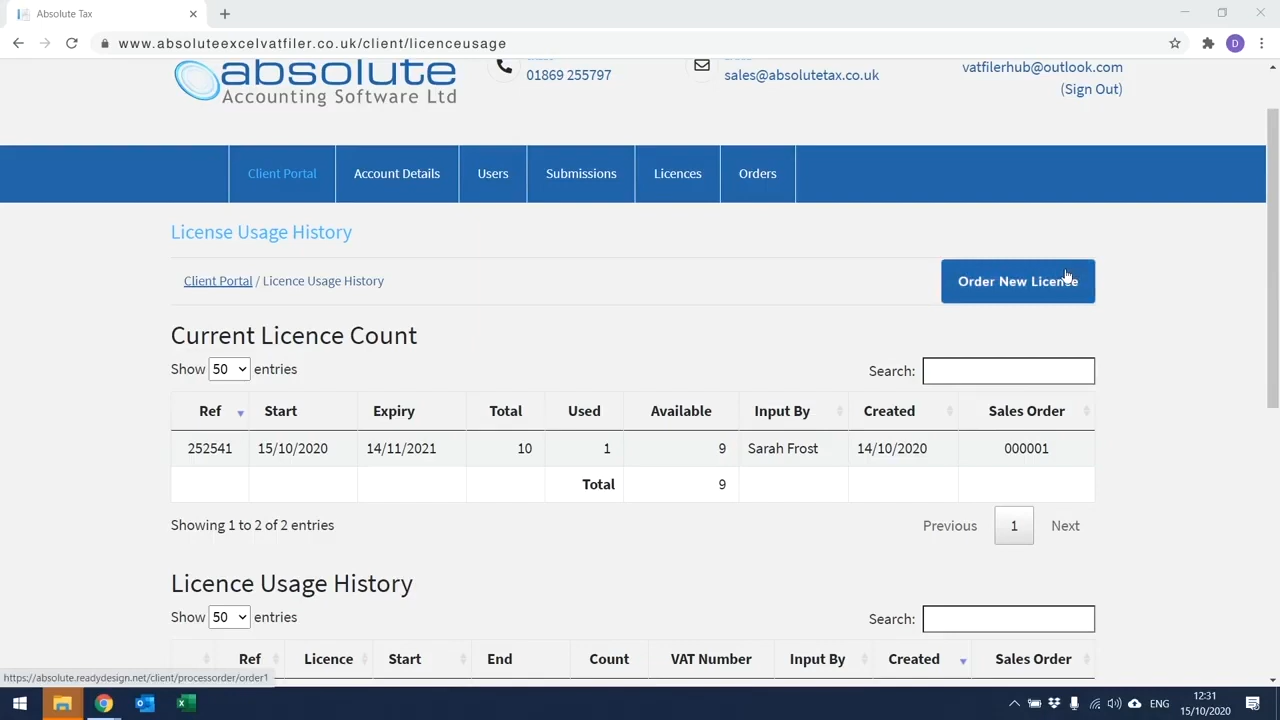 Absolute Tax
www.absoluteexcelvatfiler.co.uk/client/licenceusage
D
absolute
Accounting Software Ltd
01869 255797
sales@absolutetax.co.uk
vatfilerhub@outlook.com
(Sign Out)
Client Portal Account Details Users Submissions Licences Orders
License Usage History
Client Portal / Licence Usage History
Order New License
Current Licence Count
Show 50 entries
Search:
Ref Start Expiry Total Used Available Input By Created Sales Order
252541 15/10/2020 14/11/2021 10 1 9 Sarah Frost 14/10/2020 000001
Total 9
Showing 1 to 2 of 2 entries
Previous 1 Next
Licence Usage History
Show 50 entries
Search:
Ref Licence Start End Count VAT Number Input By Created Sales Order
https://absolute.readydesign.net/client/processorder/order1
ENG
12:31
15/10/2020